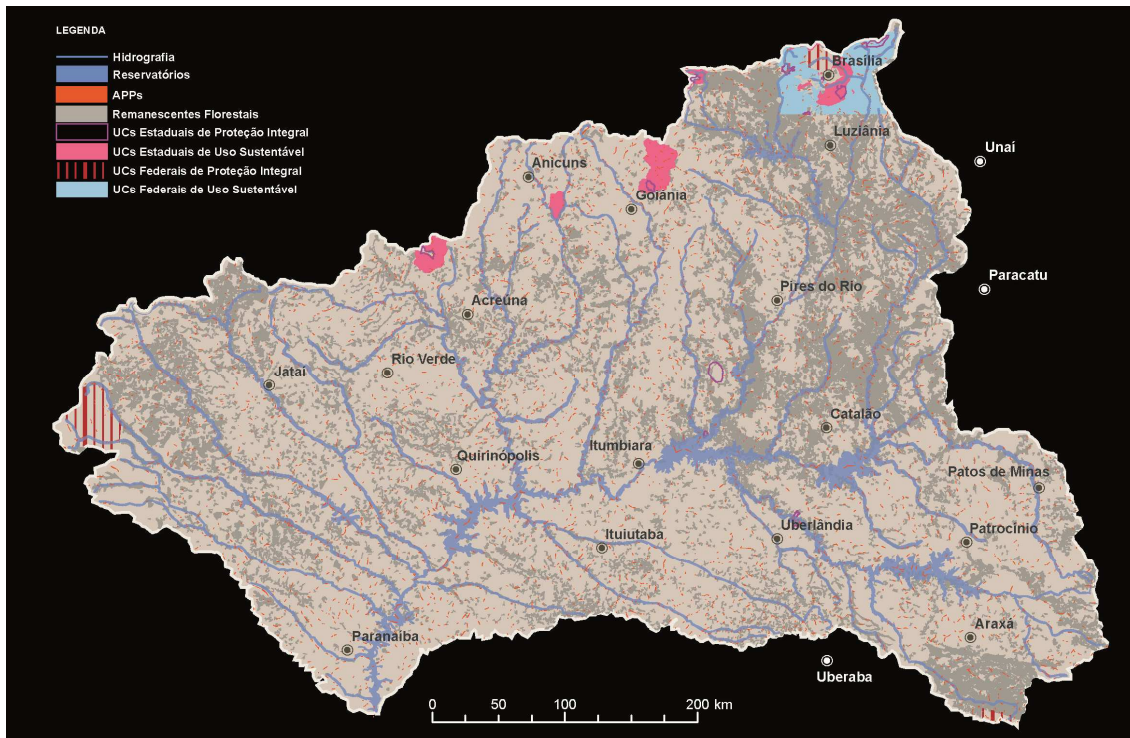 LEGENDA
Hidrografia
Reservatórios
APPs
Remanescentes Florestais
UCs Estaduais de Proteção Integral
UCs Estaduais de Uso Sustentável
UCs Federais de Proteção Integral
UCs Federais de Uso Sustentável
Brasília
Luziânia
Unaí
Anicuns
Goiânia
Paracatu
Pires do Rio
Acreúna
Rio Verde
Jataí
Catalão
Itumbiara
Quirinópolis
Patos de Minas
Uberlândia
Patrocínio
Ituiutaba
Araxá
Paranaíba
Uberaba
0 50 100 200 km